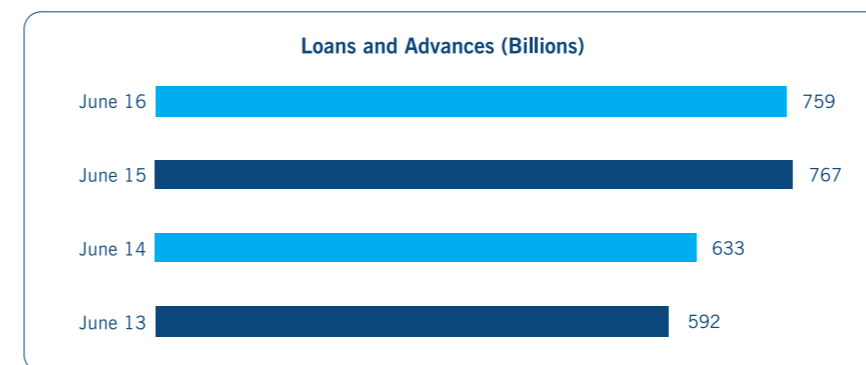 Loans and Advances (Billions)
June 16 759
June 15 767
June 14 633
June 13 592